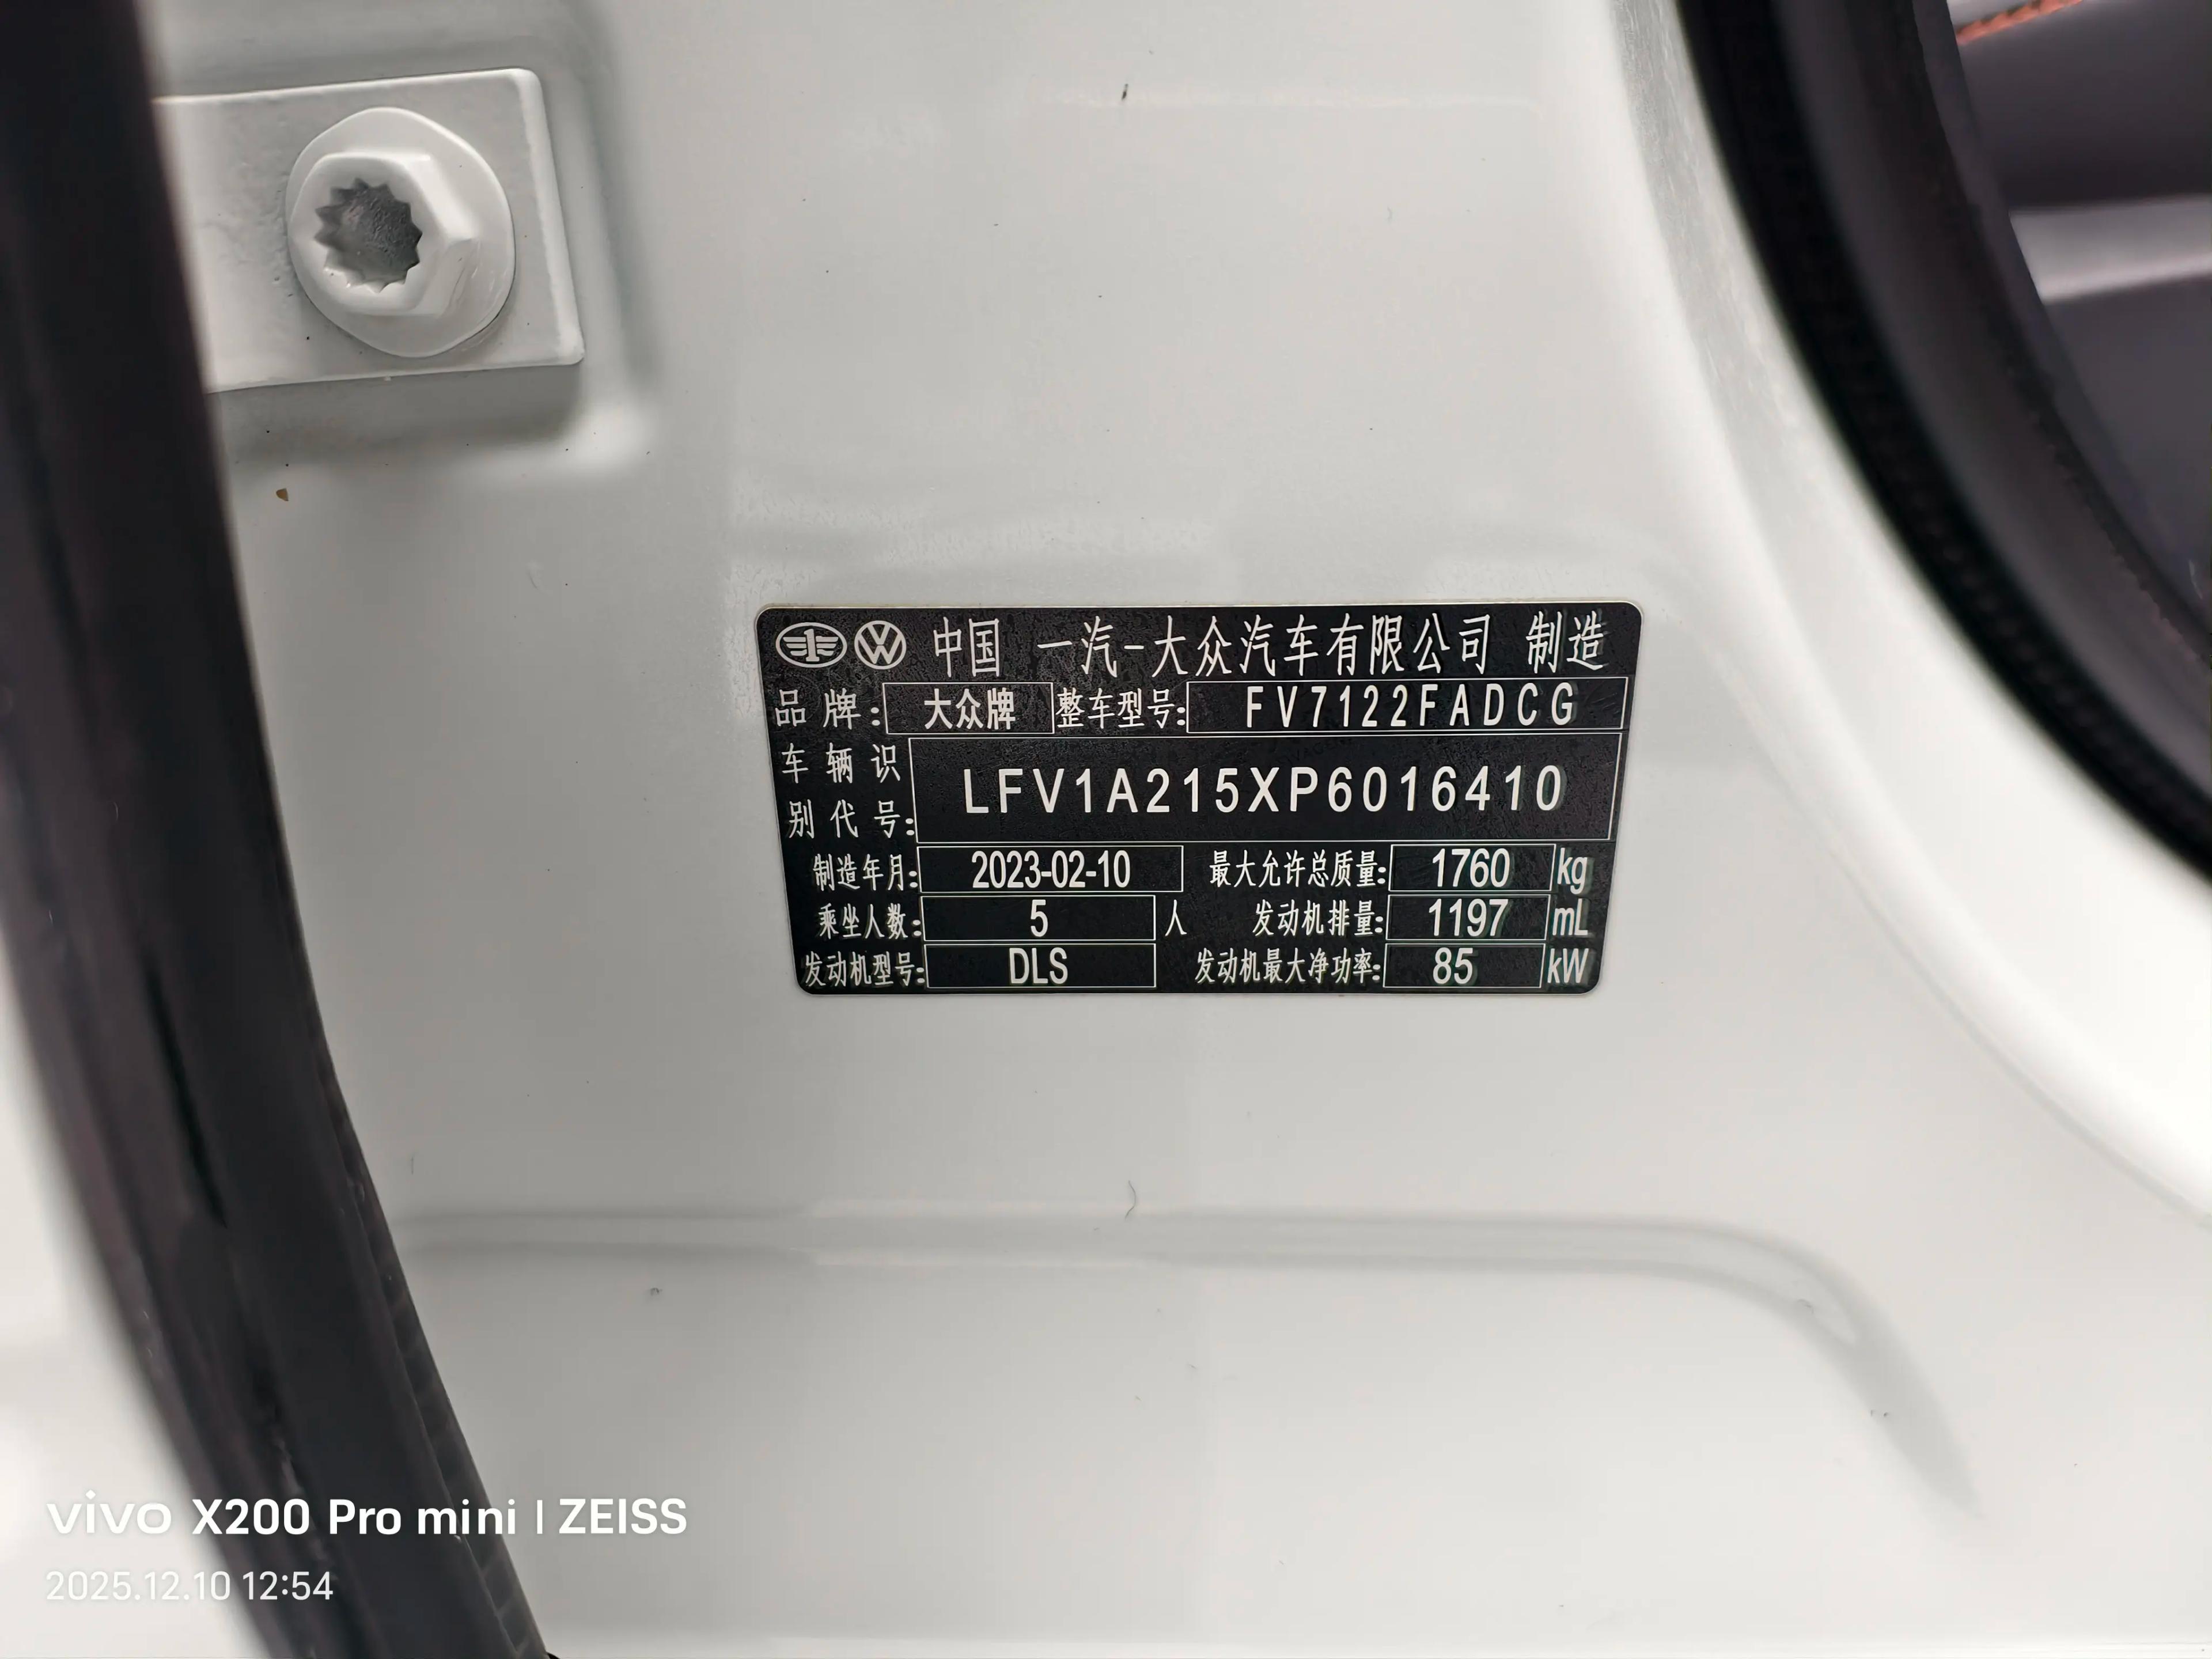 中国 一汽-大众汽车有限公司 制造
品牌: 大众牌 整车型号: FV7122FADCG
车辆识别代号: LFV1A215XP6016410
制造年月: 2023-02-10 最大允许总质量: 1760 kg
乘坐人数: 5 人 发动机排量: 1197 mL
发动机型号: DLS 发动机最大净功率: 85 kW
vivo X200 Pro mini | ZEISS
2025.12.10 12:54